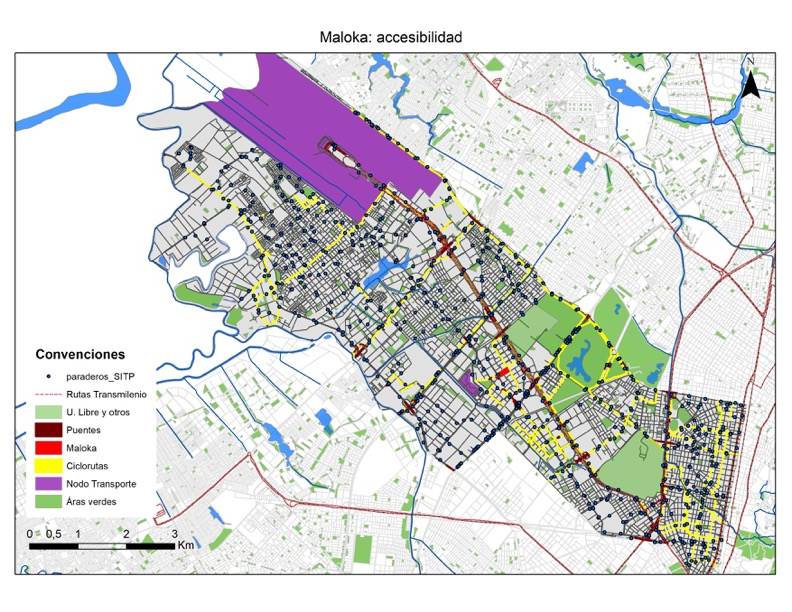 Maloka: accesibilidad
N
Convenciones
paraderos_SITP
Rutas Transmilenio
U. Libre y otros
Puentes
Maloka
Ciclorutas
Nodo Transporte
Áras verdes
0 0,5 1 2 3
Km